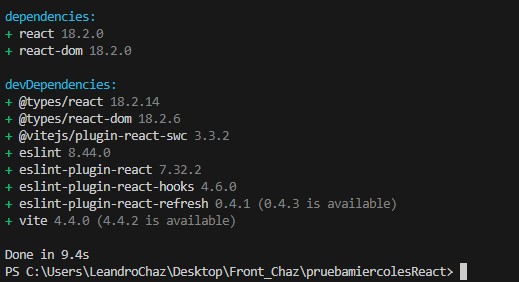 dependencies:
+ react 18.2.0
+ react-dom 18.2.0
devDependencies:
+ @types/react 18.2.14
+ @types/react-dom 18.2.6
+ @vitejs/plugin-react-swc 3.3.2
+ eslint 8.44.0
+ eslint-plugin-react 7.32.2
+ eslint-plugin-react-hooks 4.6.0
+ eslint-plugin-react-refresh 0.4.1 (0.4.3 is available)
+ vite 4.4.0 (4.4.2 is available)
Done in 9.4s
PS C:\Users\LeandroChaz\Desktop\Front_Chaz\pruebamiercolesReact>